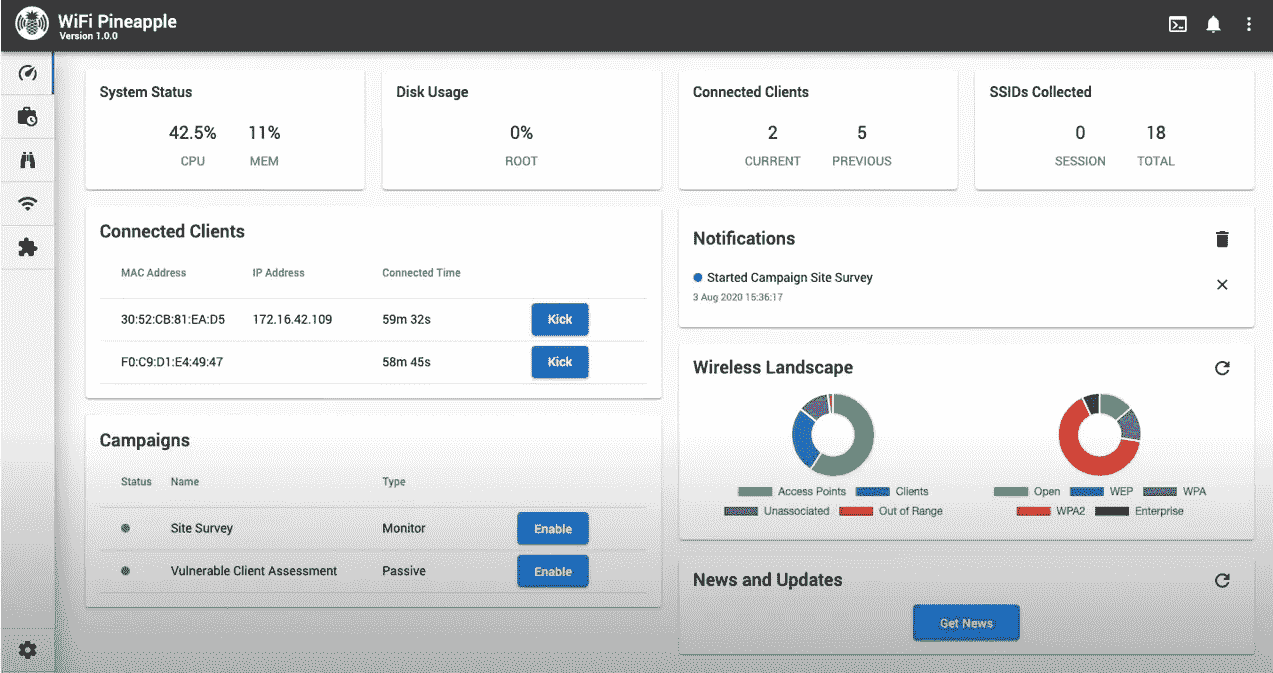 WiFi Pineapple
Version 1.0.0
System Status
42.5% 11%
CPU MEM
Disk Usage
0%
ROOT
Connected Clients
2 5
CURRENT PREVIOUS
SSIDs Collected
0 18
SESSION TOTAL
Connected Clients
MAC Address IP Address Connected Time
30:52:CB:81:EA:D5 172.16.42.109 59m 32s Kick
F0:C9:D1:E4:49:47 58m 45s Kick
Campaigns
Status Name Type
Site Survey Monitor Enable
Vulnerable Client Assessment Passive Enable
Notifications
Started Campaign Site Survey
3 Aug 2020 15:36:17
Wireless Landscape
Access Points Clients
Unassociated Out of Range
Open WEP WPA
WPA2 Enterprise
News and Updates
Get News